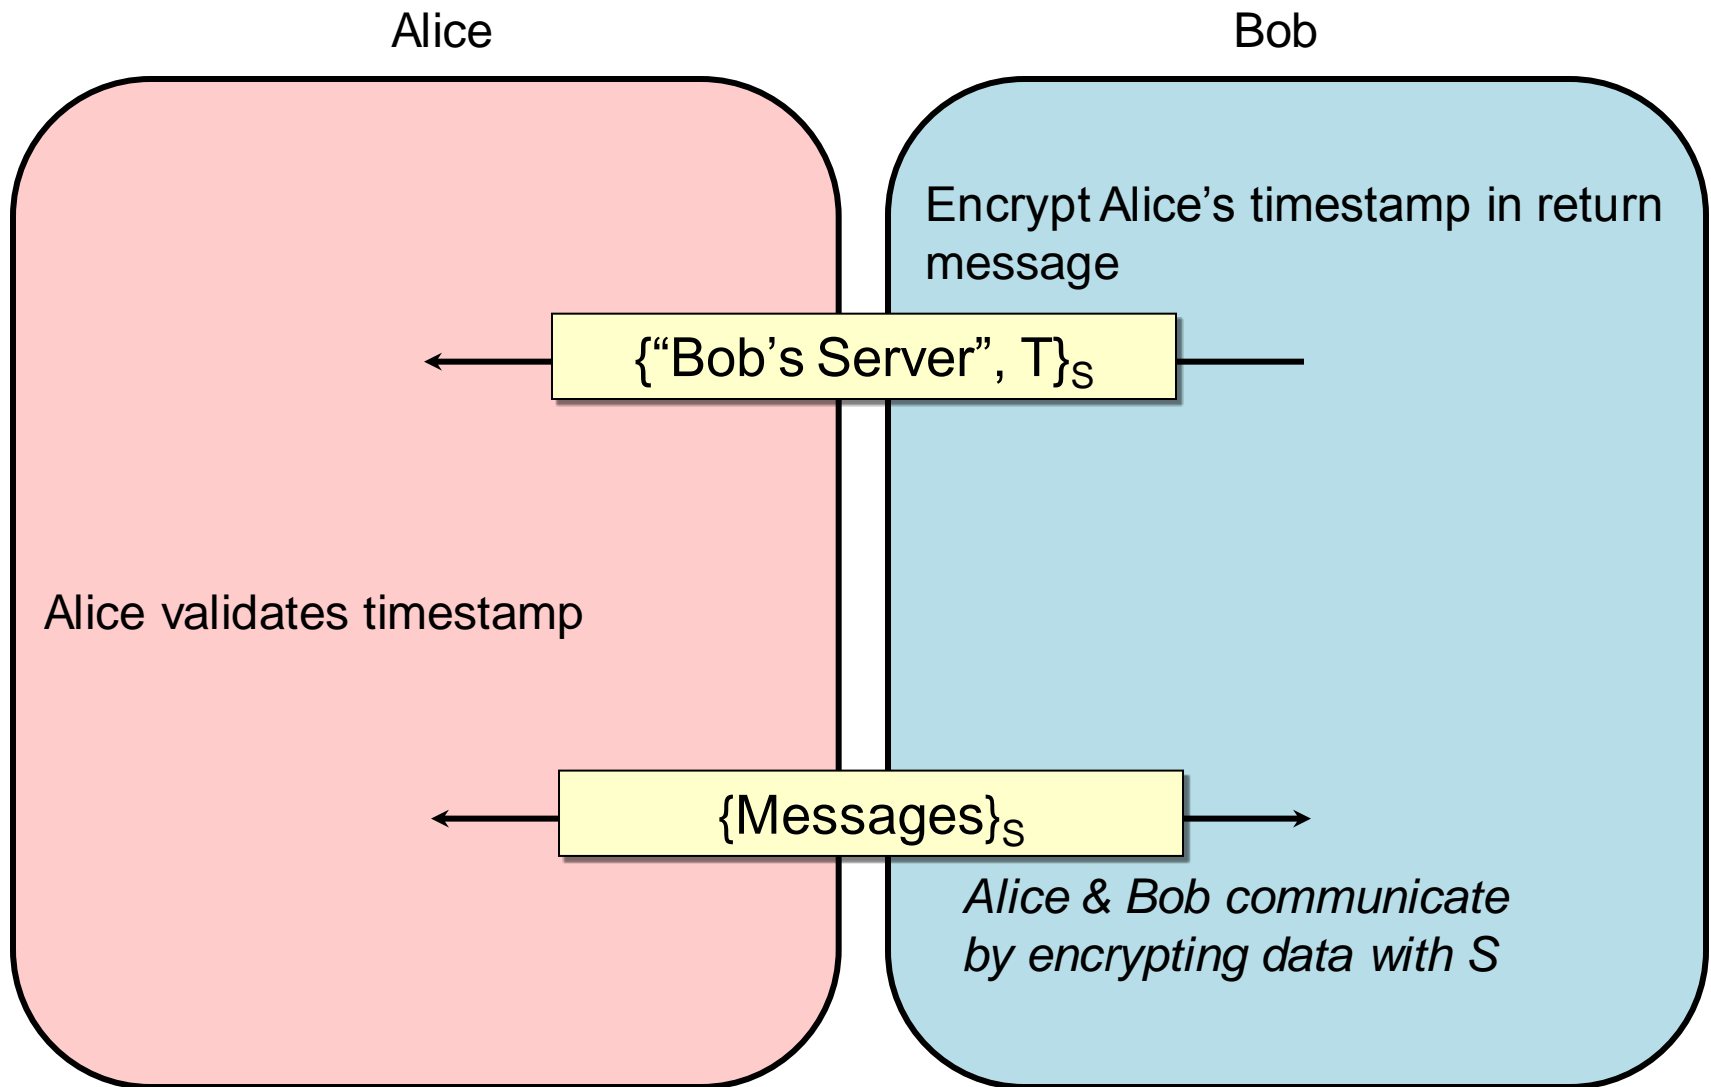 Alice
Bob
Encrypt Alice’s timestamp in return
message
{“Bob’s Server”, T}S
Alice validates timestamp
{Messages}S
Alice & Bob communicate
by encrypting data with S